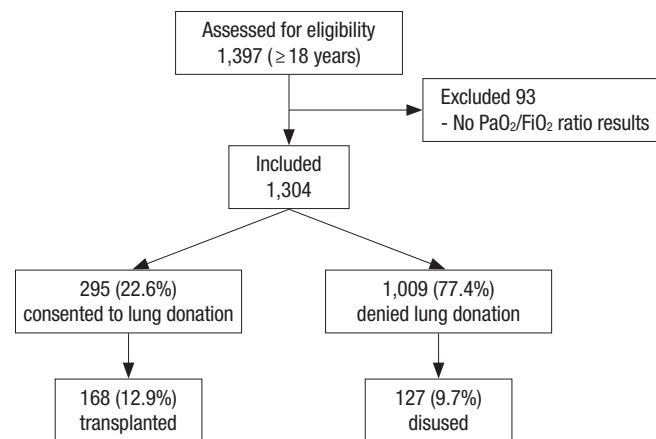 Assessed for eligibility
1,397 (≥18 years)
Excluded 93
- No PaO₂/FiO₂ ratio results
Included
1,304
295 (22.6%)
consented to lung donation
1,009 (77.4%)
denied lung donation
168 (12.9%)
transplanted
127 (9.7%)
disused